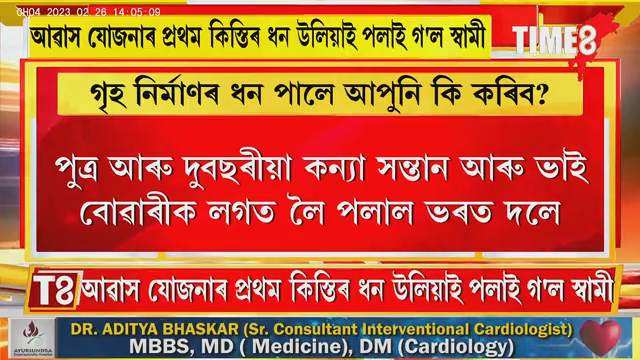 CH04 2023.02.26 14:05:09
আৱাস যোজনাৰ প্ৰথম কিস্তিৰ ধন উলিয়াই পলাই গ'ল স্বামী
TIME8
গৃহ নিৰ্মাণৰ ধন পালে আপুনি কি কৰিব?
পুত্ৰ আৰু দুবছৰীয়া কন্যা সন্তান আৰু ভাই
বোৱাৰীক লগত লৈ পলাল ভৰত দলে
T8 আৱাস যোজনাৰ প্ৰথম কিস্তিৰ ধন উলিয়াই পলাই গ'ল স্বামী
DR. ADITYA BHASKAR (Sr. Consultant Interventional Cardiologist)
MBBS, MD ( Medicine), DM (Cardiology)
AYURSUNDRA